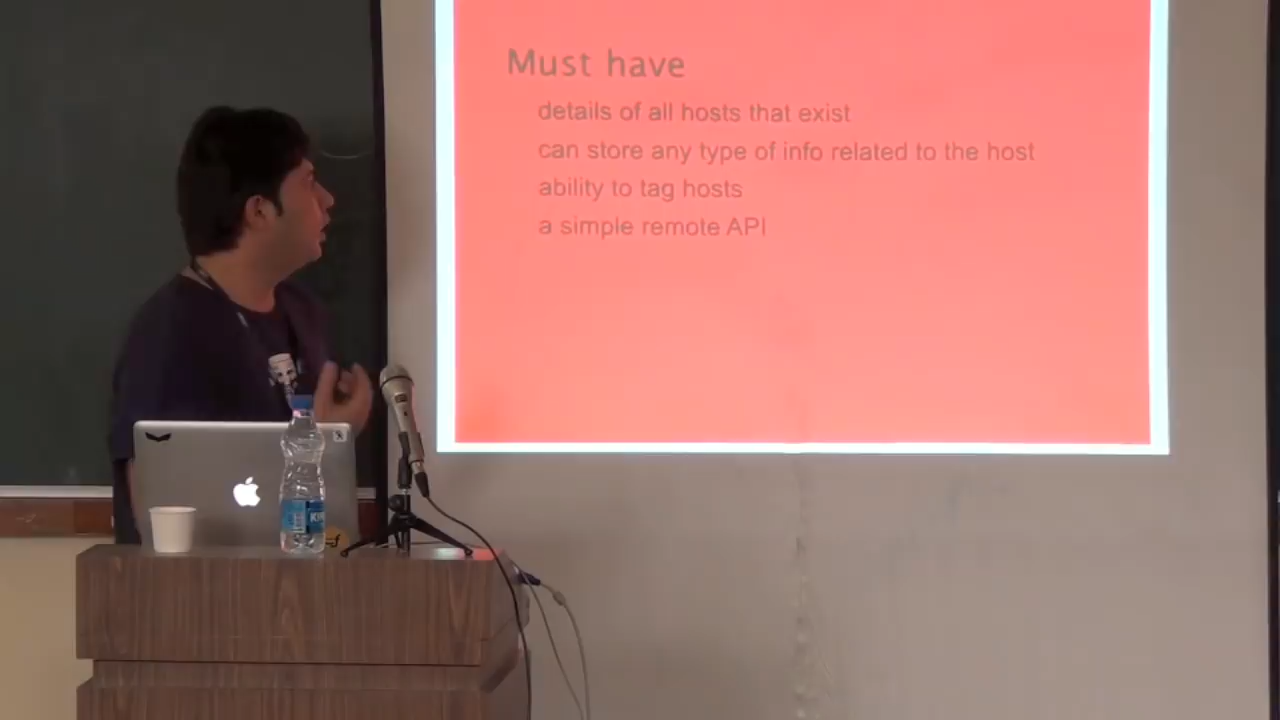 Must have
details of all hosts that exist
can store any type of info related to the host
ability to tag hosts
a simple remote API